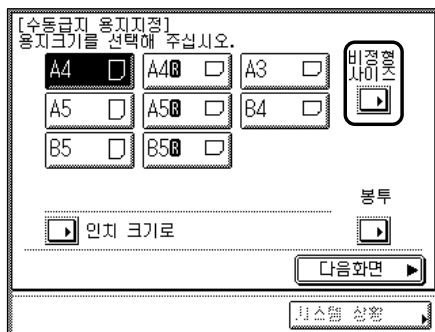 [수동급지 용지지정]
용지크기를 선택해 주십시오.
A4 A4R A3
비정형
사이즈
A5 A5R B4
B5 B5R
봉투
인치 크기로
다음화면
시스템 상황